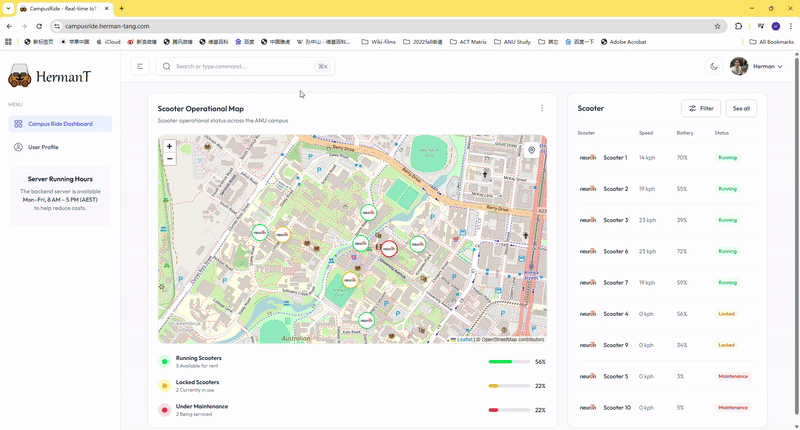 CampusRide - Real-time IoT
campusride.herman-tang.com
新标签页
苹果中国
iCloud
新浪微博
腾讯微博
维基百科
百度
中国雅虎
孙中山 - 维基百科...
Wiki-films
2022fall申请
ACT Matrix
ANU Study
其它
百度一下
Adobe Acrobat
All Bookmarks
HermanT
Search or type command...
⌘K
Herman
MENU
Campus Ride Dashboard
User Profile
Server Running Hours
The backend server is available
Mon–Fri, 8 AM – 5 PM (AEST)
to help reduce costs.
Scooter Operational Map
Scooter operational status across the ANU campus
+
−
Barry Drive
Barry Drive
A23
Australian
Leaflet | © OpenStreetMap contributors
Running Scooters
5 Available for rent
56%
Locked Scooters
2 Currently in use
22%
Under Maintenance
2 Being serviced
22%
Scooter
Filter
See all
Scooter Speed Battery Status
neuron Scooter 1 14 kph 70% Running
neuron Scooter 2 19 kph 55% Running
neuron Scooter 3 23 kph 39% Running
neuron Scooter 6 23 kph 72% Running
neuron Scooter 7 19 kph 59% Running
neuron Scooter 4 0 kph 56% Locked
neuron Scooter 9 0 kph 34% Locked
neuron Scooter 5 0 kph 3% Maintenance
neuron Scooter 10 0 kph 5% Maintenance